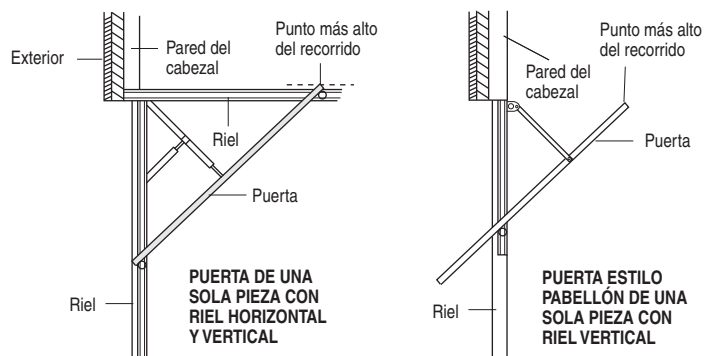 Exterior
Pared del
cabezal
Punto más alto
del recorrido
Riel
Puerta
Riel
PUERTA DE UNA
SOLA PIEZA CON
RIEL HORIZONTAL
Y VERTICAL
Pared del
cabezal
Punto más alto
del recorrido
Puerta
Riel
PUERTA ESTILO
PABELLÓN DE UNA
SOLA PIEZA CON
RIEL VERTICAL